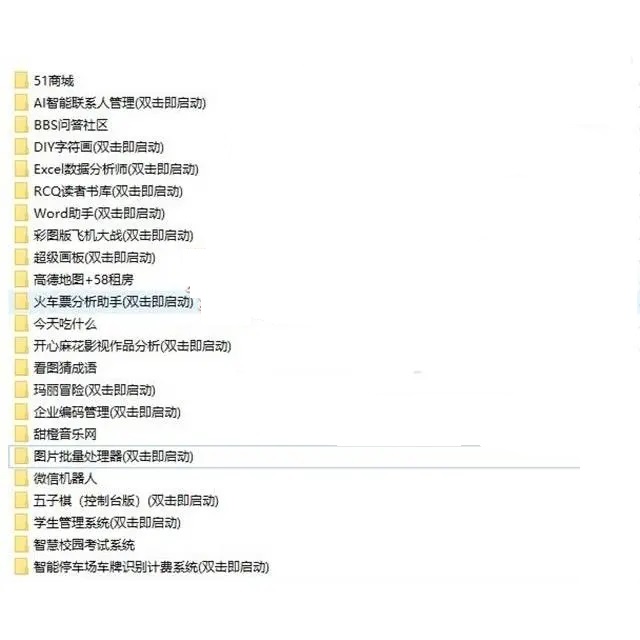 51商城
AI智能联系人管理(双击即启动)
BBS问答社区
DIY字符画(双击即启动)
Excel数据分析师(双击即启动)
RCQ读者书库(双击即启动)
Word助手(双击即启动)
彩图版飞机大战(双击即启动)
超级画板(双击即启动)
高德地图+58租房
火车票分析助手(双击即启动)
今天吃什么
开心麻花影视作品分析(双击即启动)
看图猜成语
玛丽冒险(双击即启动)
企业编码管理(双击即启动)
甜橙音乐网
图片批量处理器(双击即启动)
微信机器人
五子棋（控制台版）(双击即启动)
学生管理系统(双击即启动)
智慧校园考试系统
智能停车场车牌识别计费系统(双击即启动)